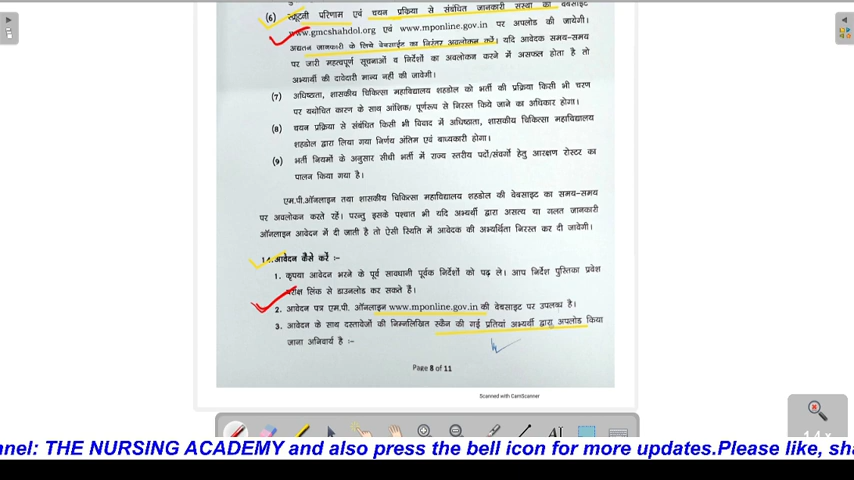 (6) स्क्रूटनी परिणाम एवं चयन प्रक्रिया से संबंधित जानकारी संस्था का वेबसाइट
www.gmcshahdol.org एवं www.mponline.gov.in पर अपलोड की जायेगी।
अद्यतन जानकारी के लिये वेबसाईट का निरंतर अवलोकन करें। यदि आवेदक समय-समय
पर जारी महत्वपूर्ण सूचनाओं व निर्देशों का अवलोकन करने में असफल होता है तो
अभ्यार्थी की दावेदारी मान्य नहीं की जावेगी।
(7) अधिष्ठाता, शासकीय चिकित्सा महाविद्यालय शहडोल को भर्ती की प्रक्रिया किसी भी चरण
पर यथोचित कारण के साथ आंशिक/ पूर्णरूप से निरस्त किये जाने का अधिकार होगा।
(8) चयन प्रक्रिया से संबंधित किसी भी विवाद में अधिष्ठाता, शासकीय चिकित्सा महाविद्यालय
शहडोल द्वारा लिया गया निर्णय अंतिम एवं बाध्यकारी होगा।
(9) भर्ती नियमों के अनुसार सीधी भर्ती में राज्य स्तरीय पदों/संवर्गो हेतु आरक्षण रोस्टर का
पालन किया गया है।
एम.पी.ऑनलाइन तथा शासकीय चिकित्सा महाविद्यालय शहडोल की वेबसाइट का समय-समय
पर अवलोकन करते रहें। परन्तु इसके पश्चात भी यदि अभ्यर्थी द्वारा असत्य या गलत जानकारी
ऑनलाइन आवेदन में दी जाती है तो ऐसी स्थिति में आवेदक की अभ्यर्थिता निरस्त कर दी जावेगी।
14. आवेदन कैसे करें :-
1. कृपया आवेदन भरने के पूर्व सावधानी पूर्वक निर्देशों को पढ़ ले। आप निर्देश पुस्तिका प्रवेश
परीक्ष लिंक से डाउनलोड कर सकते है।
2. आवेदन पत्र एम.पी. ऑनलाइन www.mponline.gov.in की वेबसाइट पर उपलब्ध है।
3. आवेदन के साथ दस्तावेजों की निम्नलिखित स्कैन की गई प्रतियां अभ्यर्थी द्वारा अपलोड किया
जाना अनिवार्य है :-
Page 8 of 11
Scanned with CamScanner
nnel: THE NURSING ACADEMY and also press the bell icon for more updates.Please like, sha